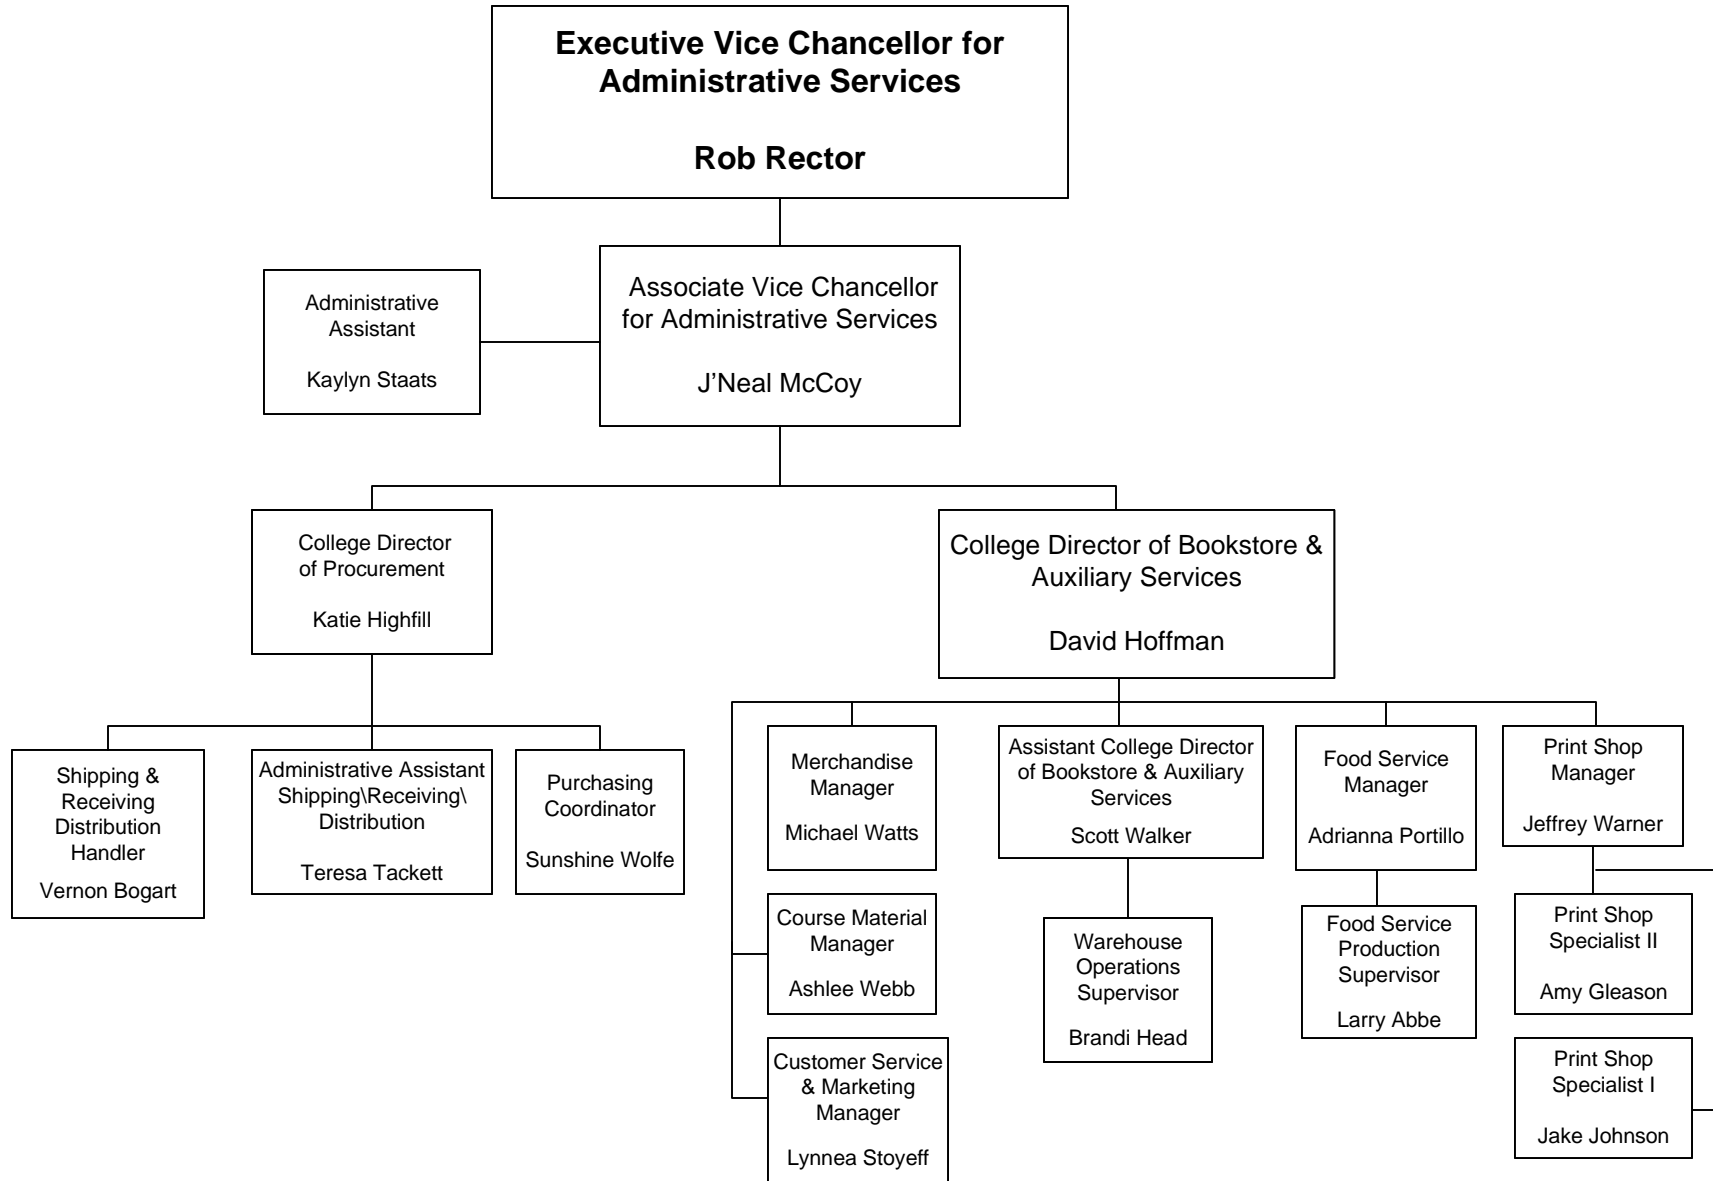 Executive Vice Chancellor for
Administrative Services
Rob Rector
Administrative
Assistant
Kaylyn Staats
Associate Vice Chancellor
for Administrative Services
J’Neal McCoy
College Director
of Procurement
Katie Highfill
College Director of Bookstore &
Auxiliary Services
David Hoffman
Shipping &
Receiving
Distribution
Handler
Vernon Bogart
Administrative Assistant
Shipping\Receiving\
Distribution
Teresa Tackett
Purchasing
Coordinator
Sunshine Wolfe
Merchandise
Manager
Michael Watts
Assistant College Director
of Bookstore & Auxiliary
Services
Scott Walker
Food Service
Manager
Adrianna Portillo
Print Shop
Manager
Jeffrey Warner
Course Material
Manager
Ashlee Webb
Warehouse
Operations
Supervisor
Brandi Head
Food Service
Production
Supervisor
Larry Abbe
Print Shop
Specialist II
Amy Gleason
Customer Service
& Marketing
Manager
Lynnea Stoyeff
Print Shop
Specialist I
Jake Johnson